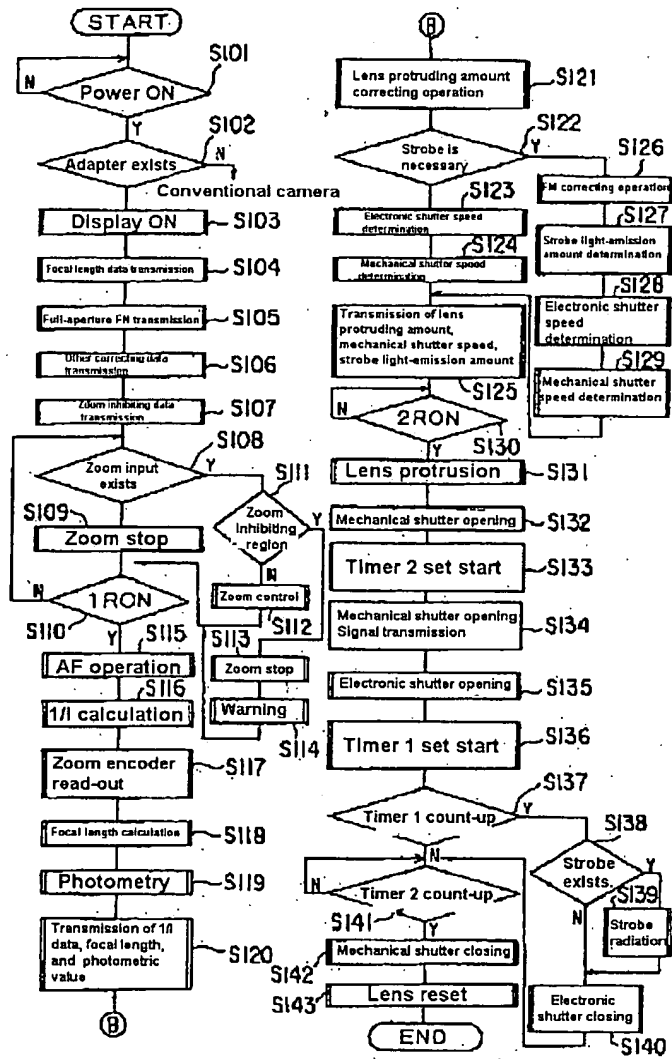 START
S101
N
Power ON
Y
S102
Adapter exists
N
Conventional camera
Display ON
S103
Focal length data transmission
S104
Full-aperture FN transmission
S105
Other correcting data
transmission
S106
Zoom inhibiting data
transmission
S107
S108
Zoom input
exists
Y
S111
S109
Zoom stop
Zoom
Inhibiting
region
Y
N
N
1 RON
S110
Zoom control
S112
Y
S115
AF operation
S113
Zoom stop
S116
1/l calculation
Warning
S114
Zoom encoder
read-out
S117
Focal length calculation
S118
Photometry
S119
Transmission of 1/l
data, focal length,
and photometric
value
S120
B
B
Lens protruding amount
correcting operation
S121
S122
Strobe is
necessary
Y
S126
FM correcting operation
S123
Electronic shutter speed
determination
S127
Strobe light-emission
amount determination
S124
Mechanical shutter speed
determination
S128
Electronic shutter
speed
determination
Transmission of lens
protruding amount,
mechanical shutter speed,
strobe light-emission amount
S125
S129
Mechanical shutter
speed determination
N
2RON
S130
Y
Lens protrusion
S131
Mechanical shutter opening
S132
Timer 2 set start
S133
Mechanical shutter opening
Signal transmission
S134
Electronic shutter opening
S135
Timer 1 set start
S136
S137
Timer 1 count-up
Y
S138
N
Strobe
exists.
Y
N
Timer 2 count-up
S139
N
Strobe
radiation
S141
Y
Mechanical shutter closing
S142
Lens reset
S143
Electronic
shutter closing
S140
END